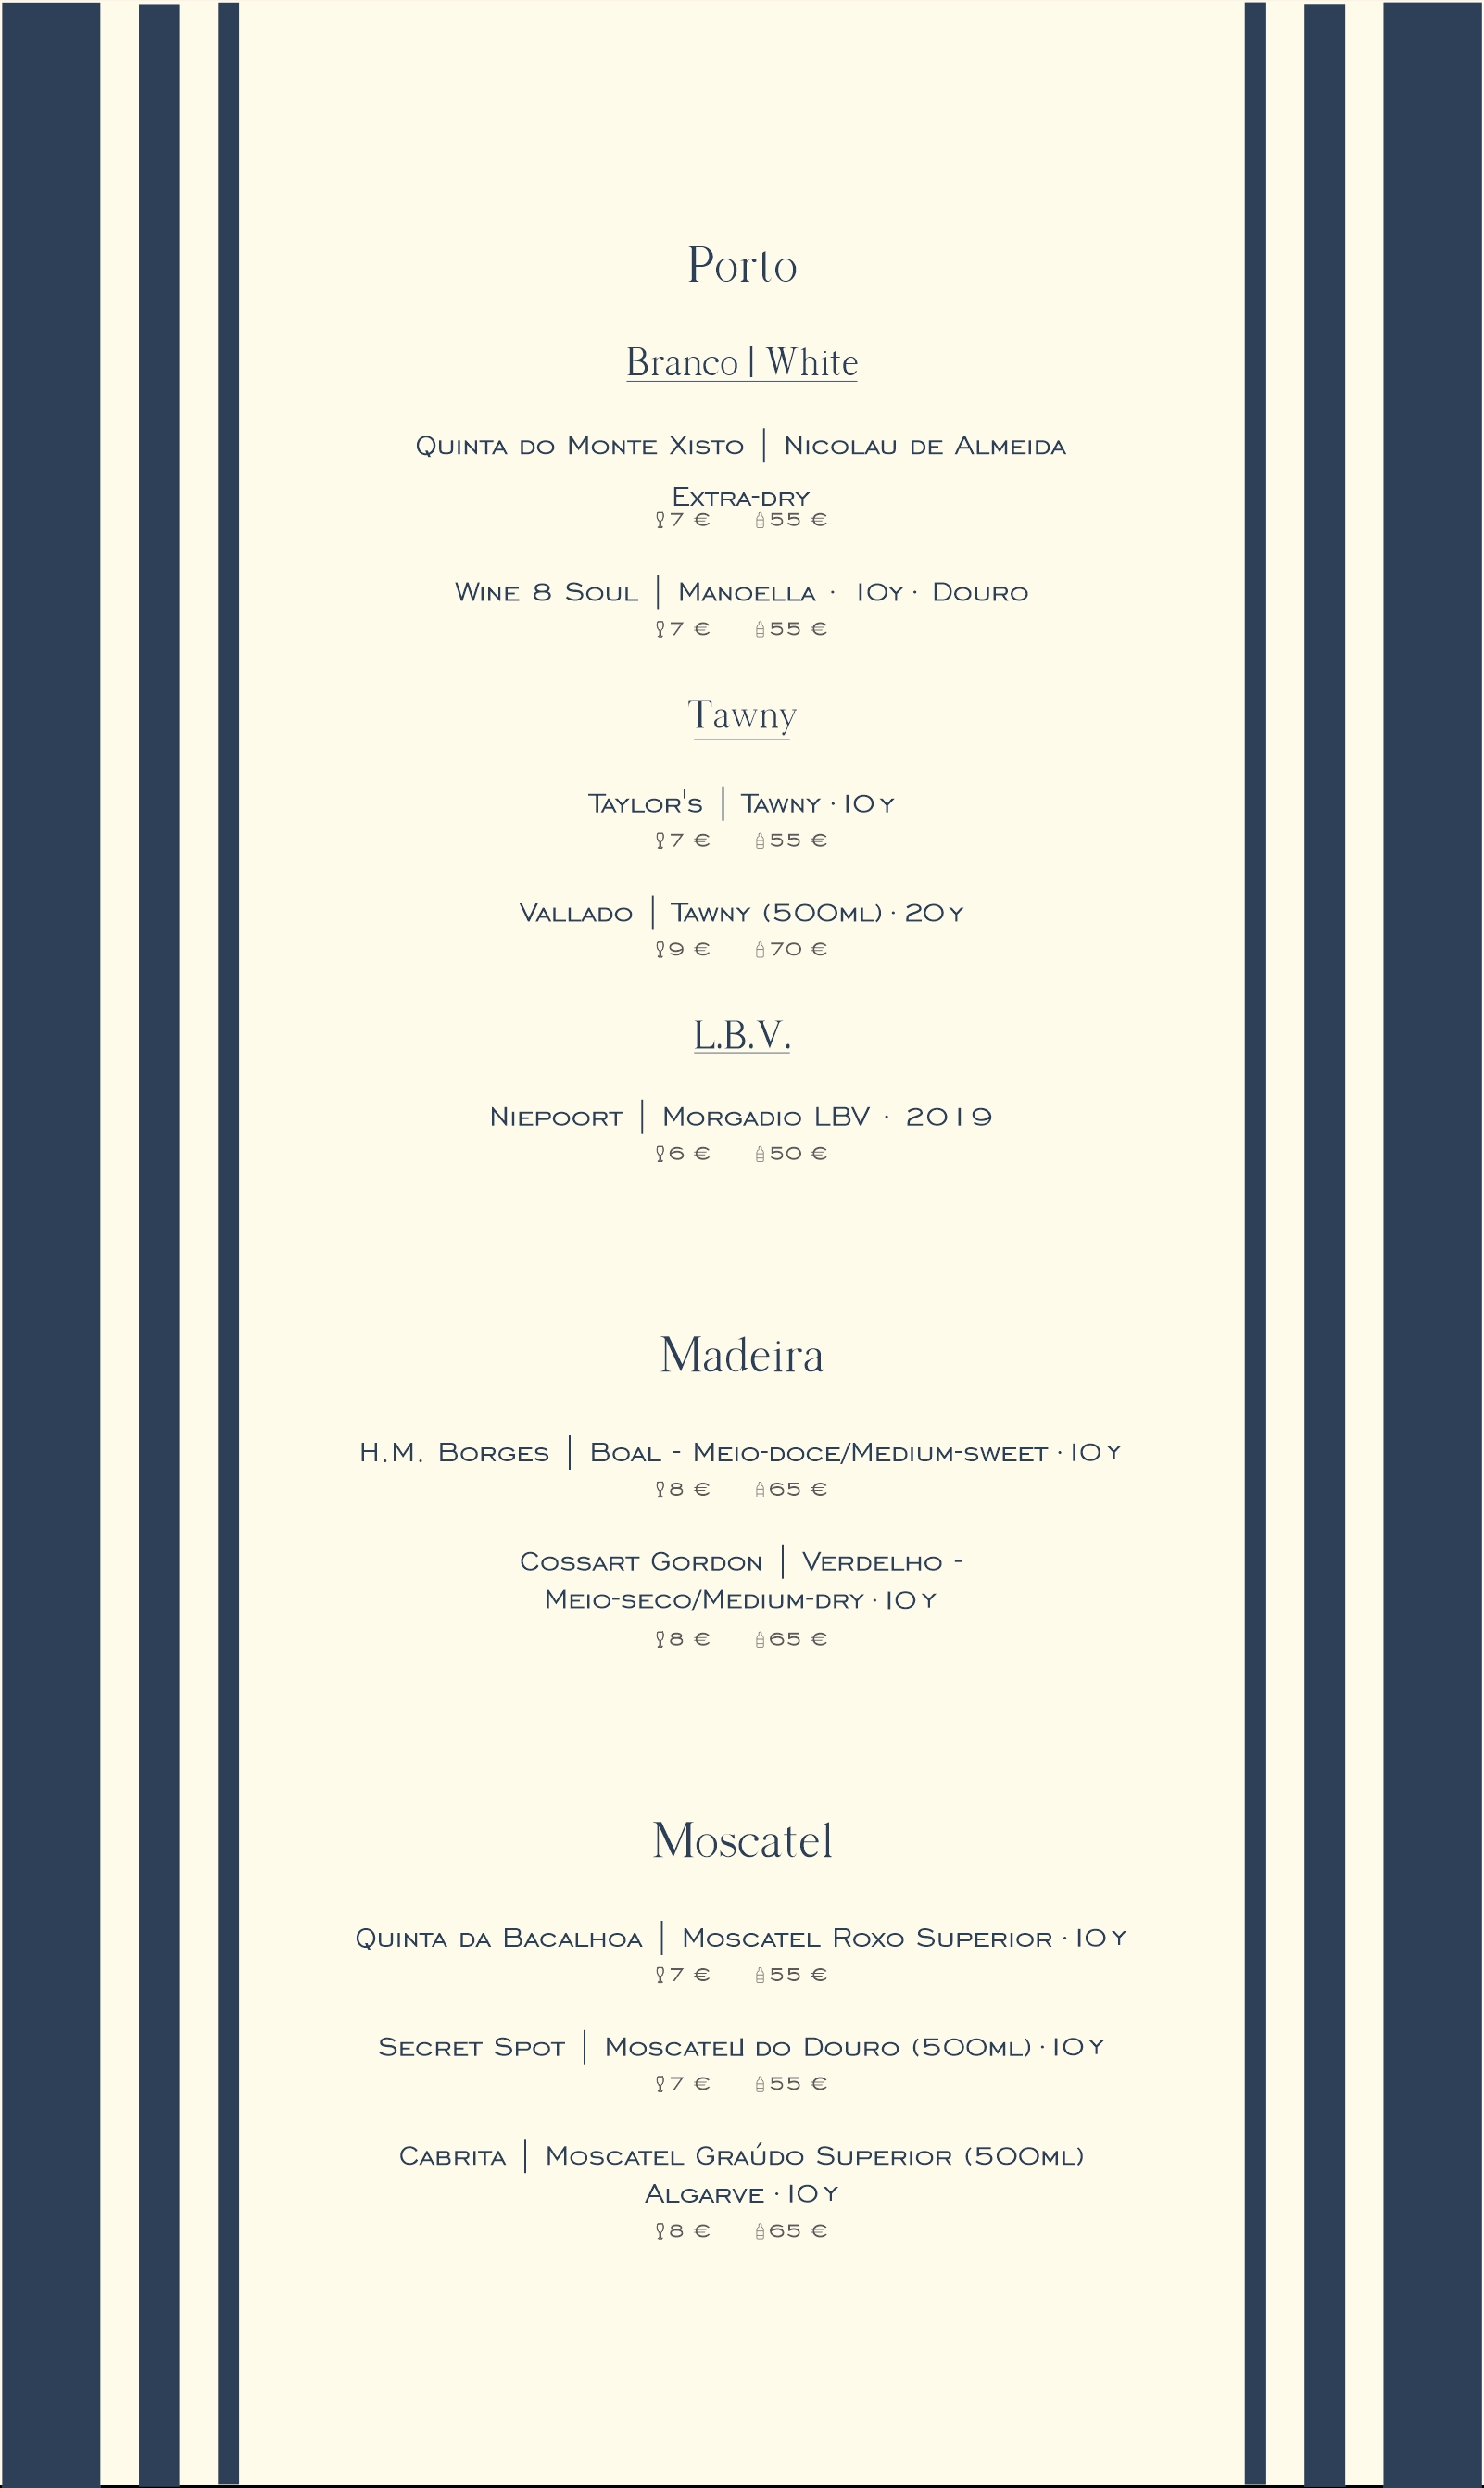 Porto
Branco | White
Quinta do Monte Xisto | Nicolau de Almeida
Extra-dry
7 € 55 €
Wine 8 Soul | Manoella · 10y · Douro
7 € 55 €
Tawny
Taylor's | Tawny · 10y
7 € 55 €
Vallado | Tawny (500ml) · 20y
9 € 70 €
L.B.V.
Niepoort | Morgadio LBV · 2019
6 € 50 €
Madeira
H.M. Borges | Boal - Meio-doce/Medium-sweet · 10y
8 € 65 €
Cossart Gordon | Verdelho -
Meio-seco/Medium-dry · 10y
8 € 65 €
Moscatel
Quinta da Bacalhoa | Moscatel Roxo Superior · 10y
7 € 55 €
Secret Spot | Moscatel do Douro (500ml) · 10y
7 € 55 €
Cabrita | Moscatel Graúdo Superior (500ml)
Algarve · 10y
8 € 65 €